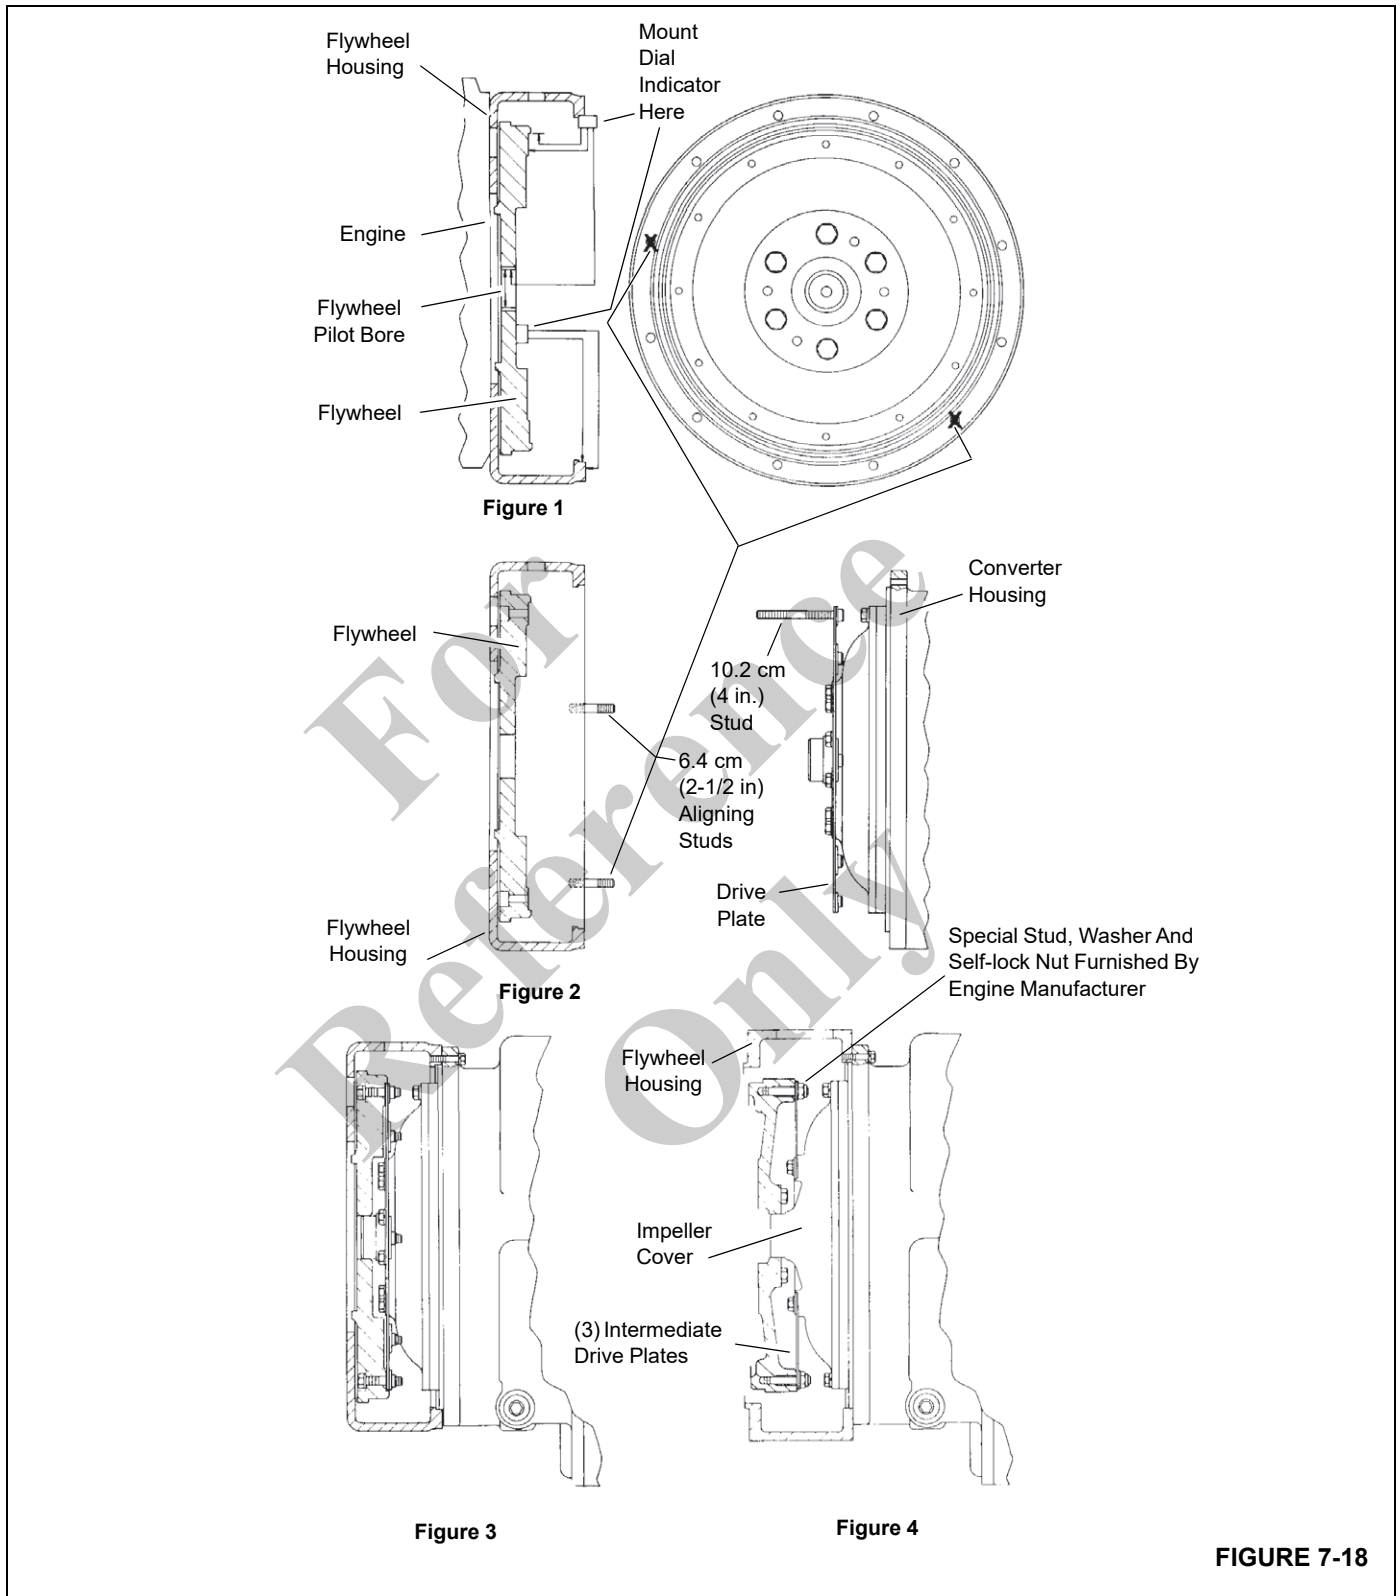 Flywheel
Housing
Mount
Dial
Indicator
Here
Engine
Flywheel
Pilot Bore
Flywheel
Figure 1
Converter
Housing
Flywheel
10.2 cm
(4 in.)
Stud
6.4 cm
(2-1/2 in)
Aligning
Studs
Drive
Plate
Flywheel
Housing
Special Stud, Washer And
Self-lock Nut Furnished By
Engine Manufacturer
Figure 2
Flywheel
Housing
Impeller
Cover
(3) Intermediate
Drive Plates
Figure 3
Figure 4
FIGURE 7-18
For
Reference
Only